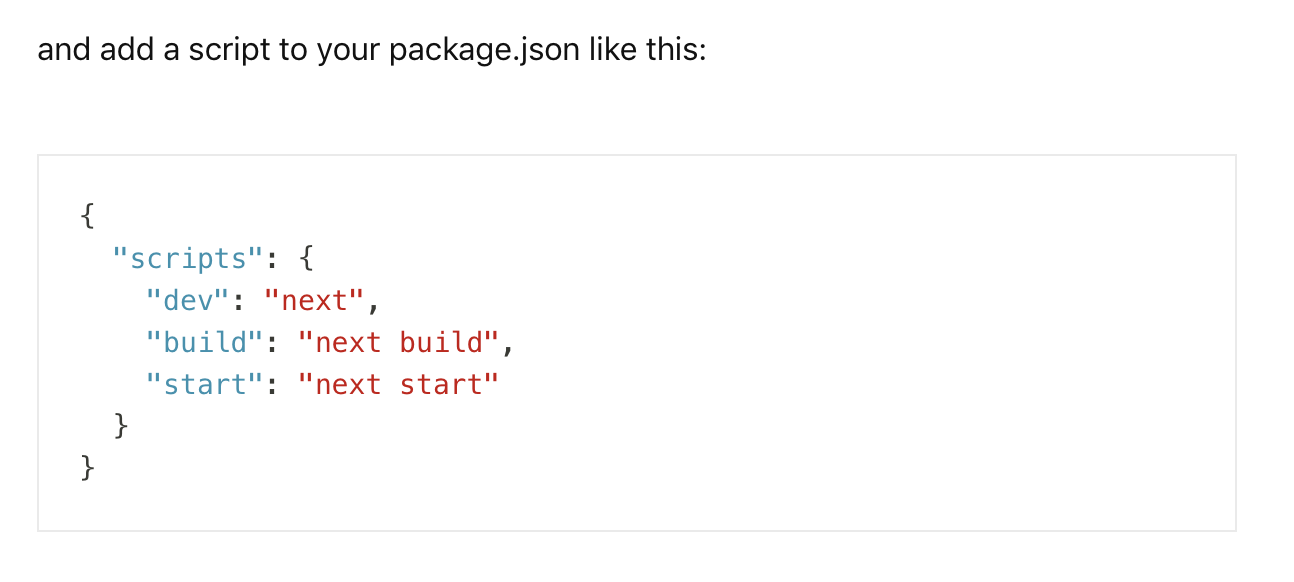 and add a script to your package.json like this:
{
  "scripts": {
    "dev": "next",
    "build": "next build",
    "start": "next start"
  }
}